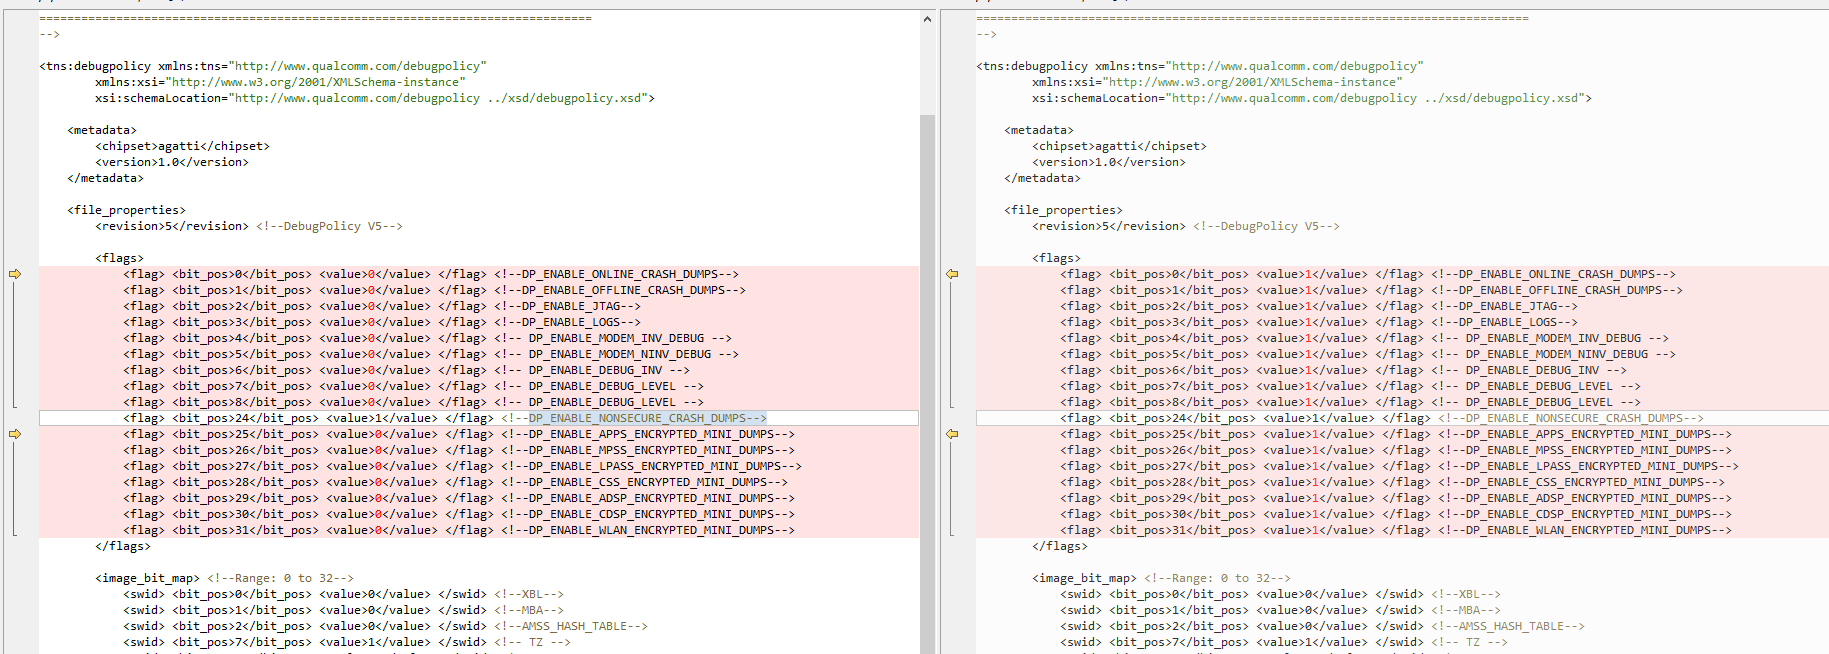 ===============================================================================
-->
<tns:debugpolicy xmlns:tns="http://www.qualcomm.com/debugpolicy"
xmlns:xsi="http://www.w3.org/2001/XMLSchema-instance"
xsi:schemaLocation="http://www.qualcomm.com/debugpolicy ../xsd/debugpolicy.xsd">
<metadata>
<chipset>agatti</chipset>
<version>1.0</version>
</metadata>
<file_properties>
<revision>5</revision> <!--DebugPolicy V5-->
<flags>
<flag> <bit_pos>0</bit_pos> <value>0</value> </flag> <!--DP_ENABLE_ONLINE_CRASH_DUMPS-->
<flag> <bit_pos>1</bit_pos> <value>0</value> </flag> <!--DP_ENABLE_OFFLINE_CRASH_DUMPS-->
<flag> <bit_pos>2</bit_pos> <value>0</value> </flag> <!--DP_ENABLE_JTAG-->
<flag> <bit_pos>3</bit_pos> <value>0</value> </flag> <!--DP_ENABLE_LOGS-->
<flag> <bit_pos>4</bit_pos> <value>0</value> </flag> <!-- DP_ENABLE_MODEM_INV_DEBUG -->
<flag> <bit_pos>5</bit_pos> <value>0</value> </flag> <!-- DP_ENABLE_MODEM_NINV_DEBUG -->
<flag> <bit_pos>6</bit_pos> <value>0</value> </flag> <!-- DP_ENABLE_DEBUG_INV -->
<flag> <bit_pos>7</bit_pos> <value>0</value> </flag> <!-- DP_ENABLE_DEBUG_LEVEL -->
<flag> <bit_pos>8</bit_pos> <value>0</value> </flag> <!-- DP_ENABLE_DEBUG_LEVEL -->
<flag> <bit_pos>24</bit_pos> <value>1</value> </flag> <!--DP_ENABLE_NONSECURE_CRASH_DUMPS-->
<flag> <bit_pos>25</bit_pos> <value>0</value> </flag> <!--DP_ENABLE_APPS_ENCRYPTED_MINI_DUMPS-->
<flag> <bit_pos>26</bit_pos> <value>0</value> </flag> <!--DP_ENABLE_MPSS_ENCRYPTED_MINI_DUMPS-->
<flag> <bit_pos>27</bit_pos> <value>0</value> </flag> <!--DP_ENABLE_LPASS_ENCRYPTED_MINI_DUMPS-->
<flag> <bit_pos>28</bit_pos> <value>0</value> </flag> <!--DP_ENABLE_CSS_ENCRYPTED_MINI_DUMPS-->
<flag> <bit_pos>29</bit_pos> <value>0</value> </flag> <!--DP_ENABLE_ADSP_ENCRYPTED_MINI_DUMPS-->
<flag> <bit_pos>30</bit_pos> <value>0</value> </flag> <!--DP_ENABLE_CDSP_ENCRYPTED_MINI_DUMPS-->
<flag> <bit_pos>31</bit_pos> <value>0</value> </flag> <!--DP_ENABLE_WLAN_ENCRYPTED_MINI_DUMPS-->
</flags>
<image_bit_map> <!--Range: 0 to 32-->
<swid> <bit_pos>0</bit_pos> <value>0</value> </swid> <!--XBL-->
<swid> <bit_pos>1</bit_pos> <value>0</value> </swid> <!--MBA-->
<swid> <bit_pos>2</bit_pos> <value>0</value> </swid> <!--AMSS_HASH_TABLE-->
<swid> <bit_pos>7</bit_pos> <value>1</value> </swid> <!-- TZ -->
===============================================================================
-->
<tns:debugpolicy xmlns:tns="http://www.qualcomm.com/debugpolicy"
xmlns:xsi="http://www.w3.org/2001/XMLSchema-instance"
xsi:schemaLocation="http://www.qualcomm.com/debugpolicy ../xsd/debugpolicy.xsd">
<metadata>
<chipset>agatti</chipset>
<version>1.0</version>
</metadata>
<file_properties>
<revision>5</revision> <!--DebugPolicy V5-->
<flags>
<flag> <bit_pos>0</bit_pos> <value>1</value> </flag> <!--DP_ENABLE_ONLINE_CRASH_DUMPS-->
<flag> <bit_pos>1</bit_pos> <value>1</value> </flag> <!--DP_ENABLE_OFFLINE_CRASH_DUMPS-->
<flag> <bit_pos>2</bit_pos> <value>1</value> </flag> <!--DP_ENABLE_JTAG-->
<flag> <bit_pos>3</bit_pos> <value>1</value> </flag> <!--DP_ENABLE_LOGS-->
<flag> <bit_pos>4</bit_pos> <value>1</value> </flag> <!-- DP_ENABLE_MODEM_INV_DEBUG -->
<flag> <bit_pos>5</bit_pos> <value>1</value> </flag> <!-- DP_ENABLE_MODEM_NINV_DEBUG -->
<flag> <bit_pos>6</bit_pos> <value>1</value> </flag> <!-- DP_ENABLE_DEBUG_INV -->
<flag> <bit_pos>7</bit_pos> <value>1</value> </flag> <!-- DP_ENABLE_DEBUG_LEVEL -->
<flag> <bit_pos>8</bit_pos> <value>1</value> </flag> <!-- DP_ENABLE_DEBUG_LEVEL -->
<flag> <bit_pos>24</bit_pos> <value>1</value> </flag> <!--DP_ENABLE_NONSECURE_CRASH_DUMPS-->
<flag> <bit_pos>25</bit_pos> <value>1</value> </flag> <!--DP_ENABLE_APPS_ENCRYPTED_MINI_DUMPS-->
<flag> <bit_pos>26</bit_pos> <value>1</value> </flag> <!--DP_ENABLE_MPSS_ENCRYPTED_MINI_DUMPS-->
<flag> <bit_pos>27</bit_pos> <value>1</value> </flag> <!--DP_ENABLE_LPASS_ENCRYPTED_MINI_DUMPS-->
<flag> <bit_pos>28</bit_pos> <value>1</value> </flag> <!--DP_ENABLE_CSS_ENCRYPTED_MINI_DUMPS-->
<flag> <bit_pos>29</bit_pos> <value>1</value> </flag> <!--DP_ENABLE_ADSP_ENCRYPTED_MINI_DUMPS-->
<flag> <bit_pos>30</bit_pos> <value>1</value> </flag> <!--DP_ENABLE_CDSP_ENCRYPTED_MINI_DUMPS-->
<flag> <bit_pos>31</bit_pos> <value>1</value> </flag> <!--DP_ENABLE_WLAN_ENCRYPTED_MINI_DUMPS-->
</flags>
<image_bit_map> <!--Range: 0 to 32-->
<swid> <bit_pos>0</bit_pos> <value>0</value> </swid> <!--XBL-->
<swid> <bit_pos>1</bit_pos> <value>0</value> </swid> <!--MBA-->
<swid> <bit_pos>2</bit_pos> <value>0</value> </swid> <!--AMSS_HASH_TABLE-->
<swid> <bit_pos>7</bit_pos> <value>1</value> </swid> <!-- TZ -->